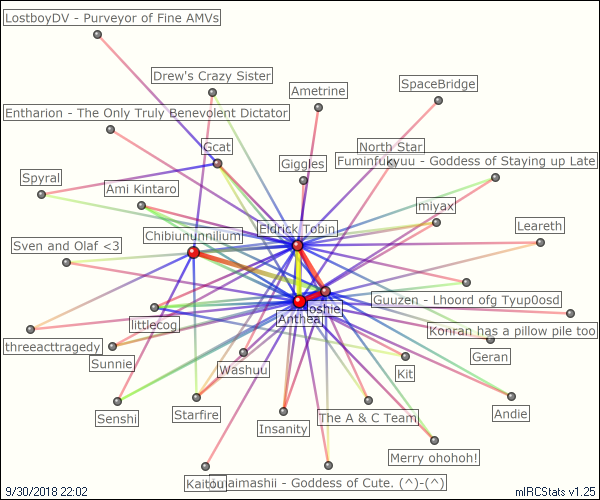 LostboyDV - Purveyor of Fine AMVs
Drew's Crazy Sister
Ametrine
SpaceBridge
Entharion - The Only Truly Benevolent Dictator
Gcat
North Star
Giggles
Fuminfukyuu - Goddess of Staying up Late
Spyral
Ami Kintaro
miyax
Chibiununnilium
Eldrick Tobin
Leareth
Sven and Olaf <3
Guuzen - Lhoord ofg Tyup0osd
Anthea
littlecog
Konran has a pillow pile too
threeacttragedy
Sunnie
Washuu
Kit
Geran
Senshi
Starfire
Insanity
The A & C Team
Andie
Merry ohohoh!
Kaitou
- Goddess of Cute. (^)-(^)
9/30/2018 22:02
mIRCStats v1.25